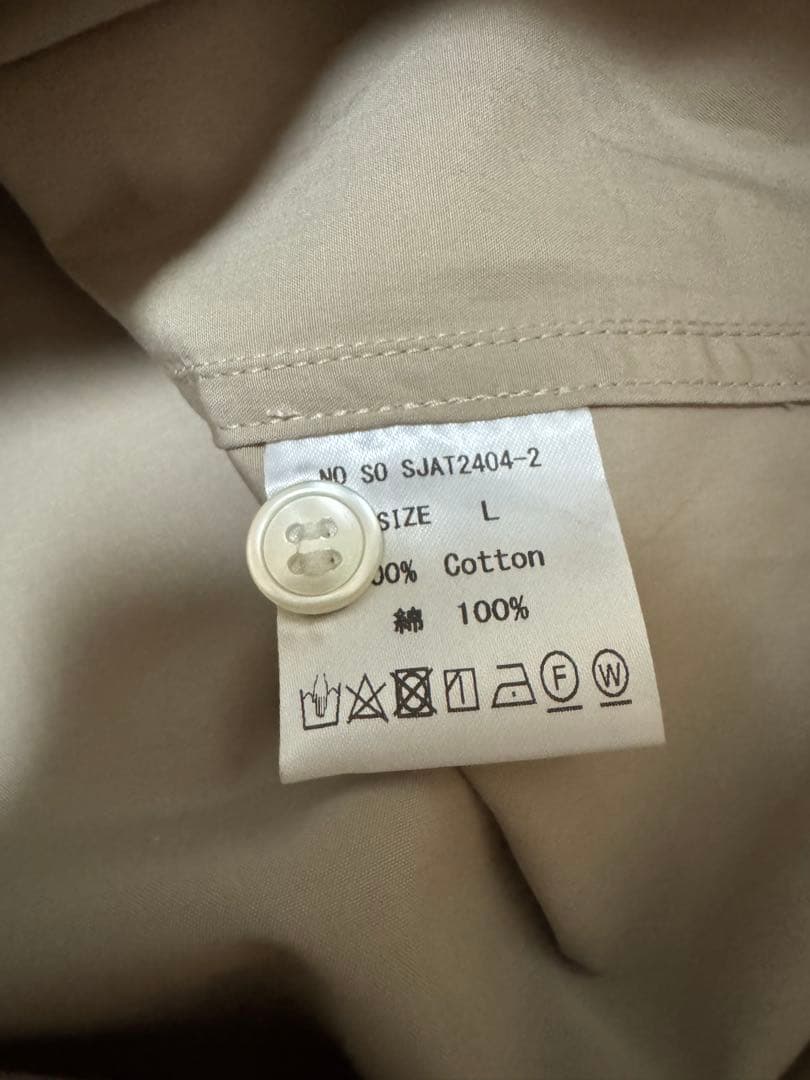 NO SO SJAT2404-2
SIZE L
00% Cotton
綿 100%
F W